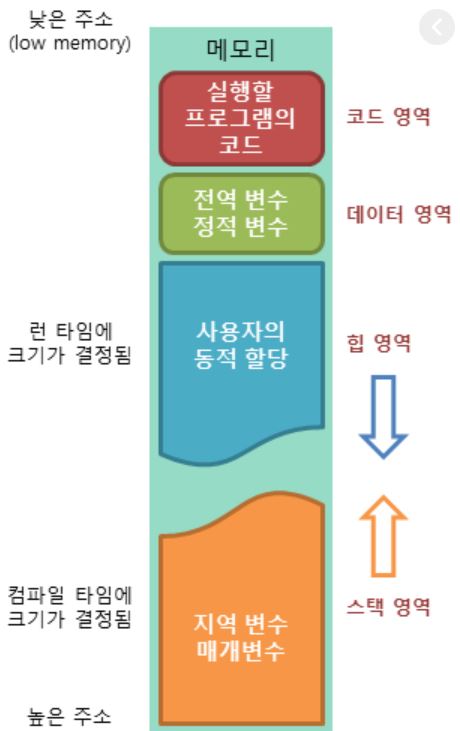 낮은 주소
(low memory)
메모리
실행할
프로그램의
코드
코드 영역
전역 변수
정적 변수
데이터 영역
런 타임에
크기가 결정됨
사용자의
동적 할당
힙 영역
컴파일 타임에
크기가 결정됨
지역 변수
매개변수
스택 영역
높은 주소